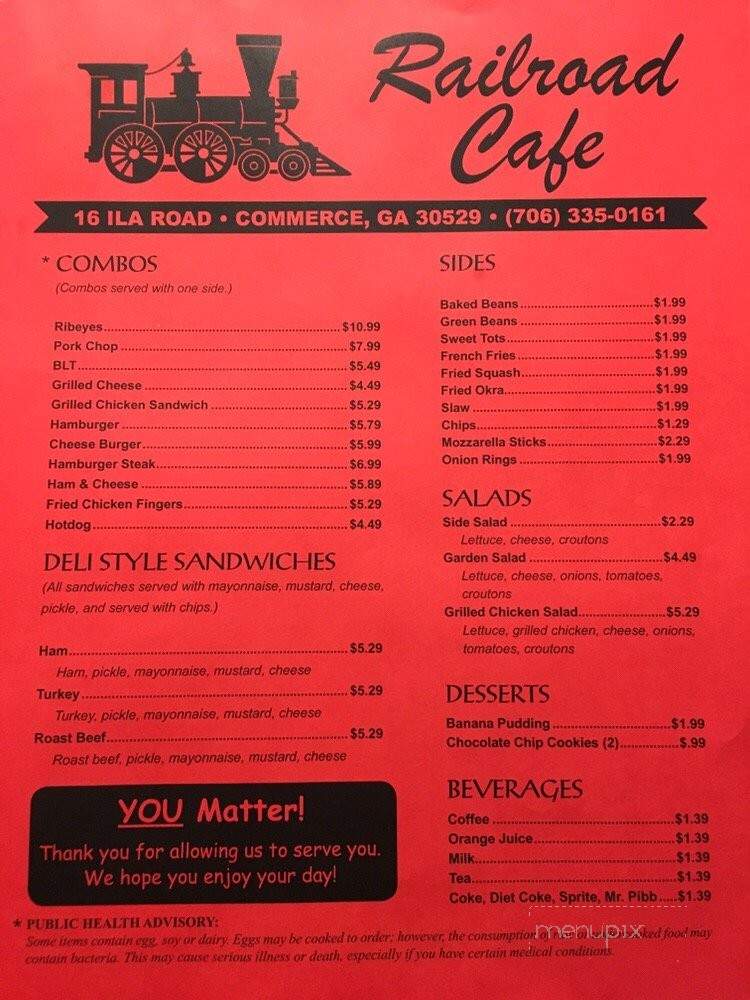 Railroad
Cafe
16 ILA ROAD • COMMERCE, GA 30529 • (706) 335-0161
* COMBOS
(Combos served with one side.)
Ribeyes $10.99
Pork Chop $7.99
BLT $5.49
Grilled Cheese $4.49
Grilled Chicken Sandwich $5.29
Hamburger $5.79
Cheese Burger $5.99
Hamburger Steak $6.99
Ham & Cheese $5.89
Fried Chicken Fingers $5.29
Hotdog $4.49
DELI STYLE SANDWICHES
(All sandwiches served with mayonnaise, mustard, cheese,
pickle, and served with chips.)
Ham $5.29
Ham, pickle, mayonnaise, mustard, cheese
Turkey $5.29
Turkey, pickle, mayonnaise, mustard, cheese
Roast Beef $5.29
Roast beef, pickle, mayonnaise, mustard, cheese
YOU Matter!
Thank you for allowing us to serve you.
We hope you enjoy your day!
SIDES
Baked Beans $1.99
Green Beans $1.99
Sweet Tots $1.99
French Fries $1.99
Fried Squash $1.99
Fried Okra $1.99
Slaw $1.99
Chips $1.29
Mozzarella Sticks $2.29
Onion Rings $1.99
SALADS
Side Salad $2.29
Lettuce, cheese, croutons
Garden Salad $4.49
Lettuce, cheese, onions, tomatoes,
croutons
Grilled Chicken Salad $5.29
Lettuce, grilled chicken, cheese, onions,
tomatoes, croutons
DESSERTS
Banana Pudding $1.99
Chocolate Chip Cookies (2) $.99
BEVERAGES
Coffee $1.39
Orange Juice $1.39
Milk $1.39
Tea $1.39
Coke, Diet Coke, Sprite, Mr. Pibb $1.39
* PUBLIC HEALTH ADVISORY:
Some items contain egg, soy or dairy. Eggs may be cooked to order; however, the consumption of food may
contain bacteria. This may cause serious illness or death, especially if you have certain medical conditions.
menupix